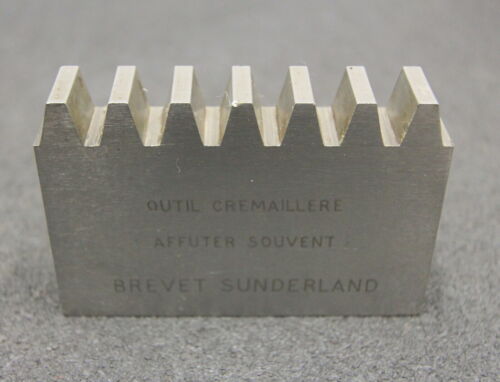 OUTIL CREMAILLERE
AFFUTER SOUVENT
BREVET SUNDERLAND